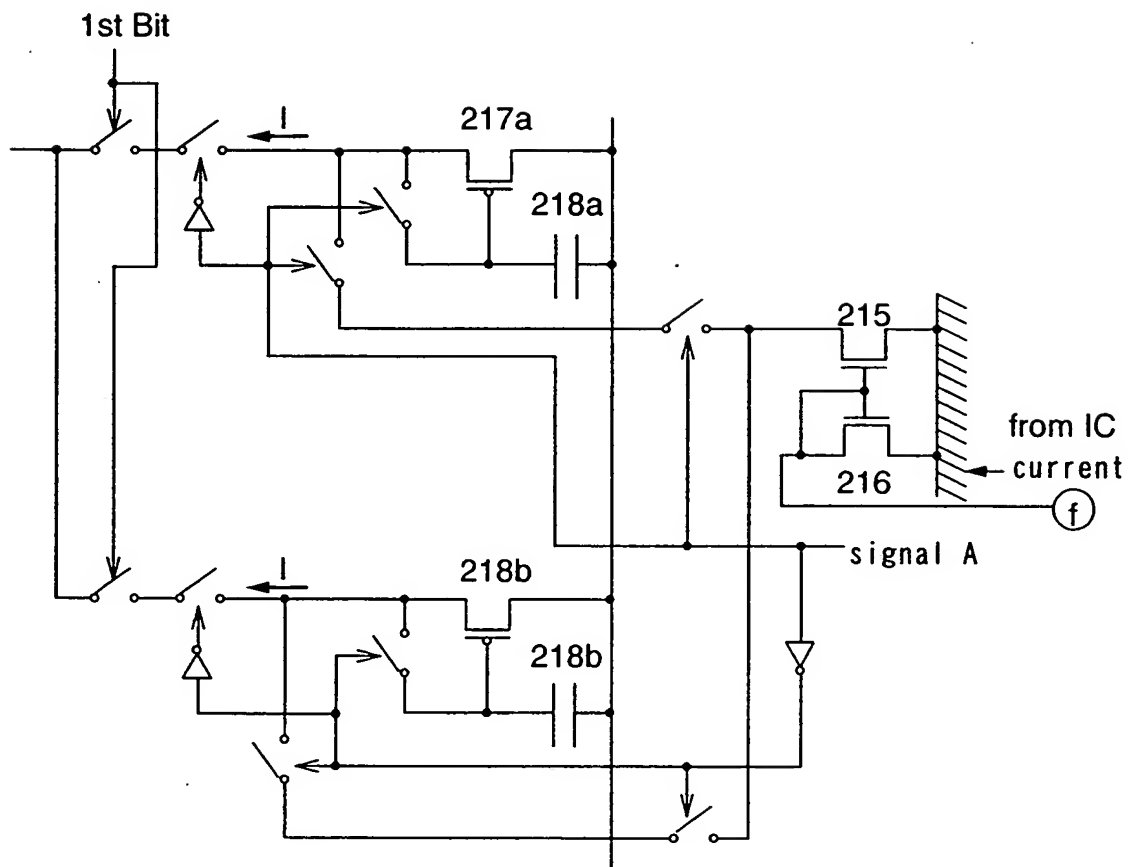 1st Bit
I
217a
218a
215
from IC
current
216
f
signal A
I
218b
218b